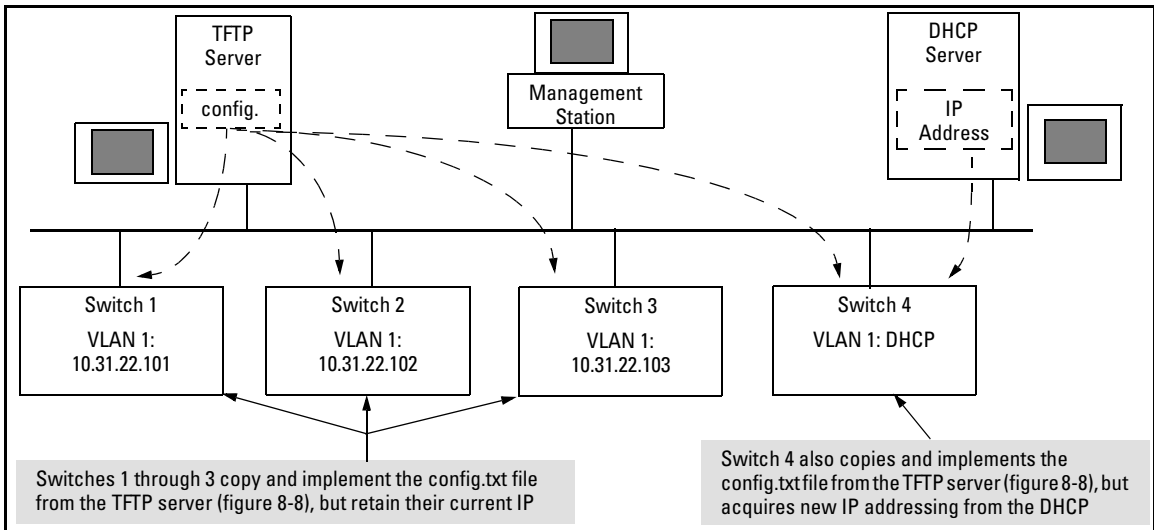 TFTP
Server
config.
Management
Station
DHCP
Server
IP
Address
Switch 1
VLAN 1:
10.31.22.101
Switch 2
VLAN 1:
10.31.22.102
Switch 3
VLAN 1:
10.31.22.103
Switch 4
VLAN 1: DHCP
Switches 1 through 3 copy and implement the config.txt file
from the TFTP server (figure 8-8), but retain their current IP
Switch 4 also copies and implements the
config.txt file from the TFTP server (figure 8-8), but
acquires new IP addressing from the DHCP